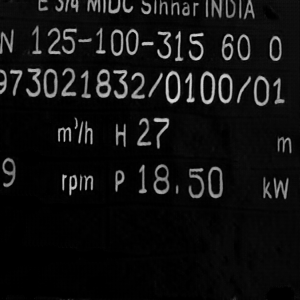 E 3/4 MIDC Sinnar INDIA
N 125-100-315 60 0
973021832/0100/01
m³/h H 27 m
9 rpm P 18.50 kW